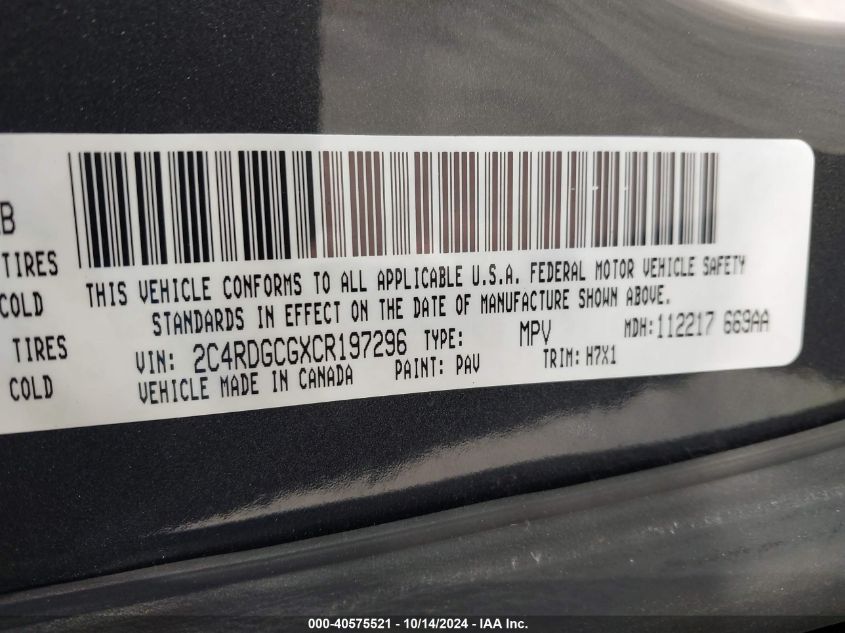 B
TIRES
COLD
TIRES
COLD
THIS VEHICLE CONFORMS TO ALL APPLICABLE U.S.A. FEDERAL MOTOR VEHICLE SAFETY
STANDARDS IN EFFECT ON THE DATE OF MANUFACTURE SHOWN ABOVE.
VIN: 2C4RDGCGXCR197296 TYPE: MPV MDH: 112217 669AA
VEHICLE MADE IN CANADA PAINT: PAV TRIM: H7X1
000-40575521 - 10/14/2024 - IAA Inc.